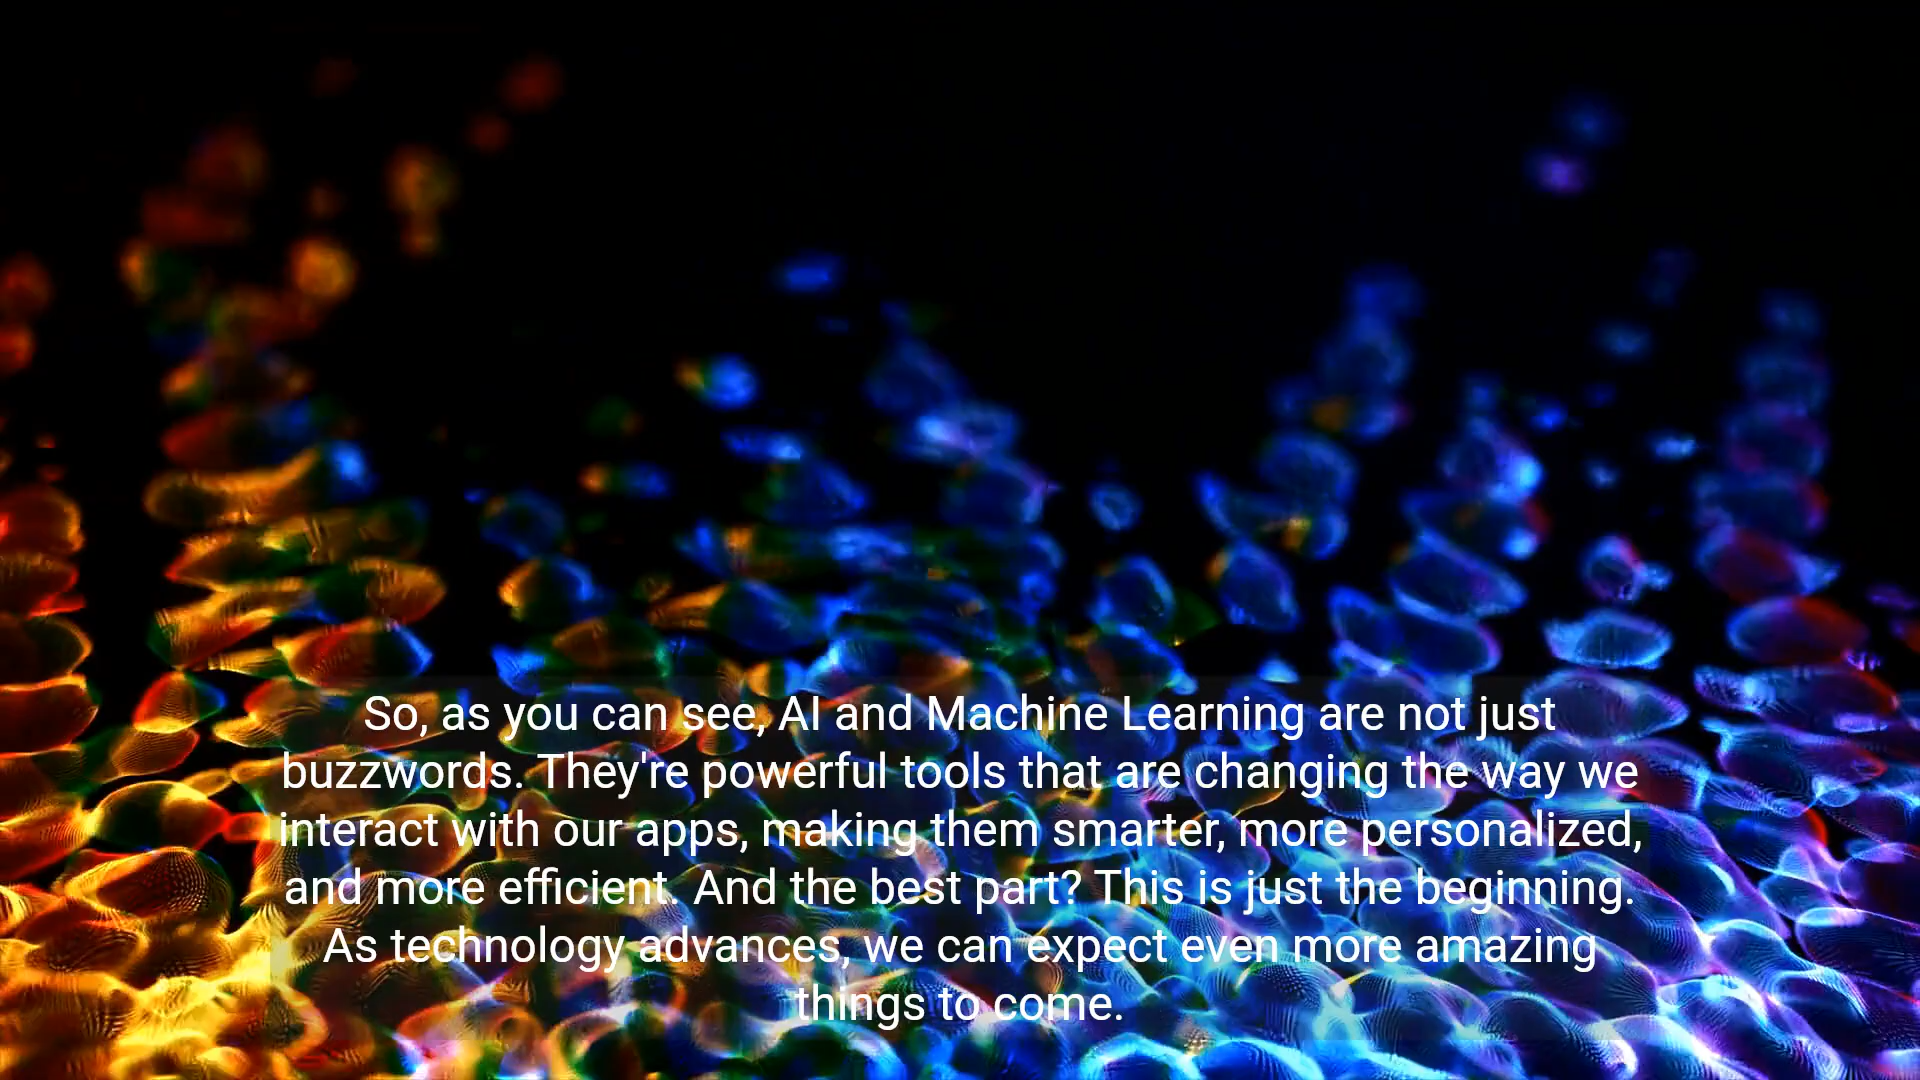 So, as you can see, AI and Machine Learning are not just
buzzwords. They're powerful tools that are changing the way we
interact with our apps, making them smarter, more personalized,
and more efficient. And the best part? This is just the beginning.
As technology advances, we can expect even more amazing
things to come.